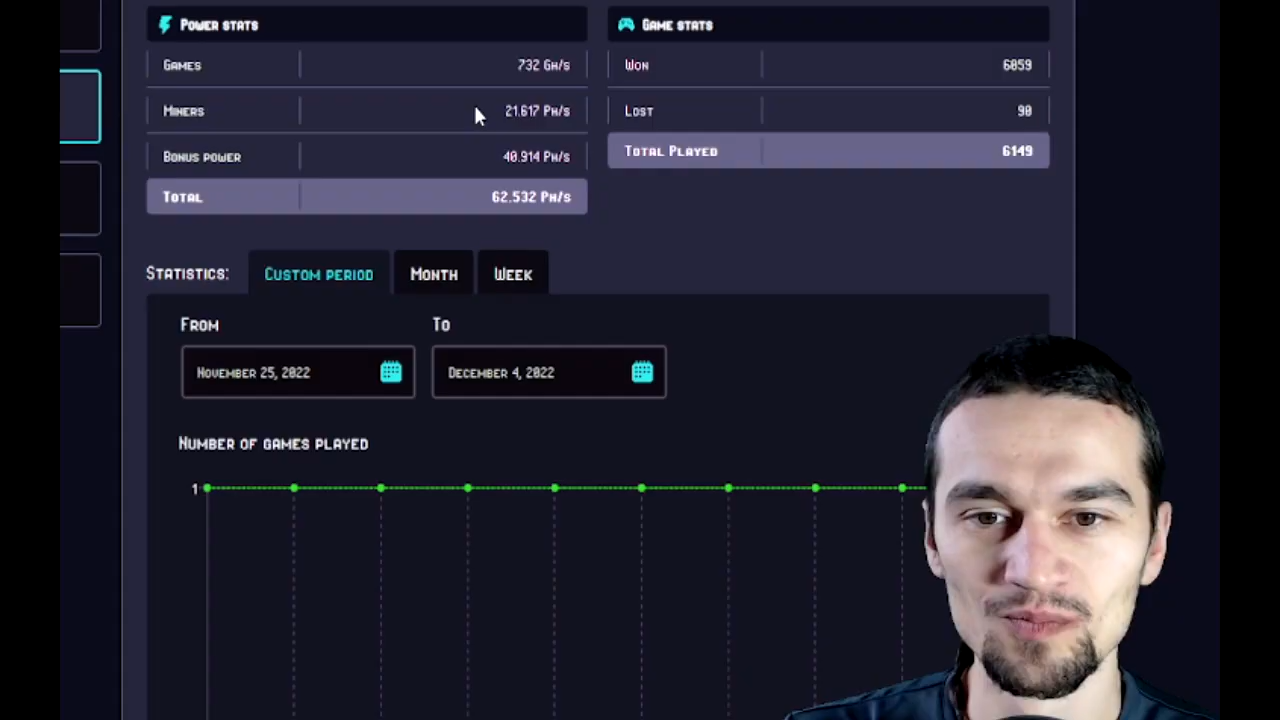 Power stats
Games 732 Gh/s
Miners 21.617 Ph/s
Bonus power 40.914 Ph/s
Total 62.532 Ph/s
Game stats
Won 6059
Lost 90
Total Played 6149
Statistics: Custom period Month Week
From To
November 25, 2022 December 4, 2022
Number of games played
1